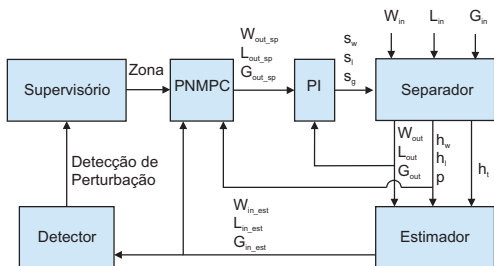 W_in
L_in
G_in
W_out_sp
L_out_sp
G_out_sp
s_w
s_l
s_g
Zona
Supervisório
PNMPC
PI
Separador
W_out
L_out
G_out
h_w
h_l
p
h_t
Detecção de
Perturbação
W_in_est
L_in_est
G_in_est
Detector
Estimador